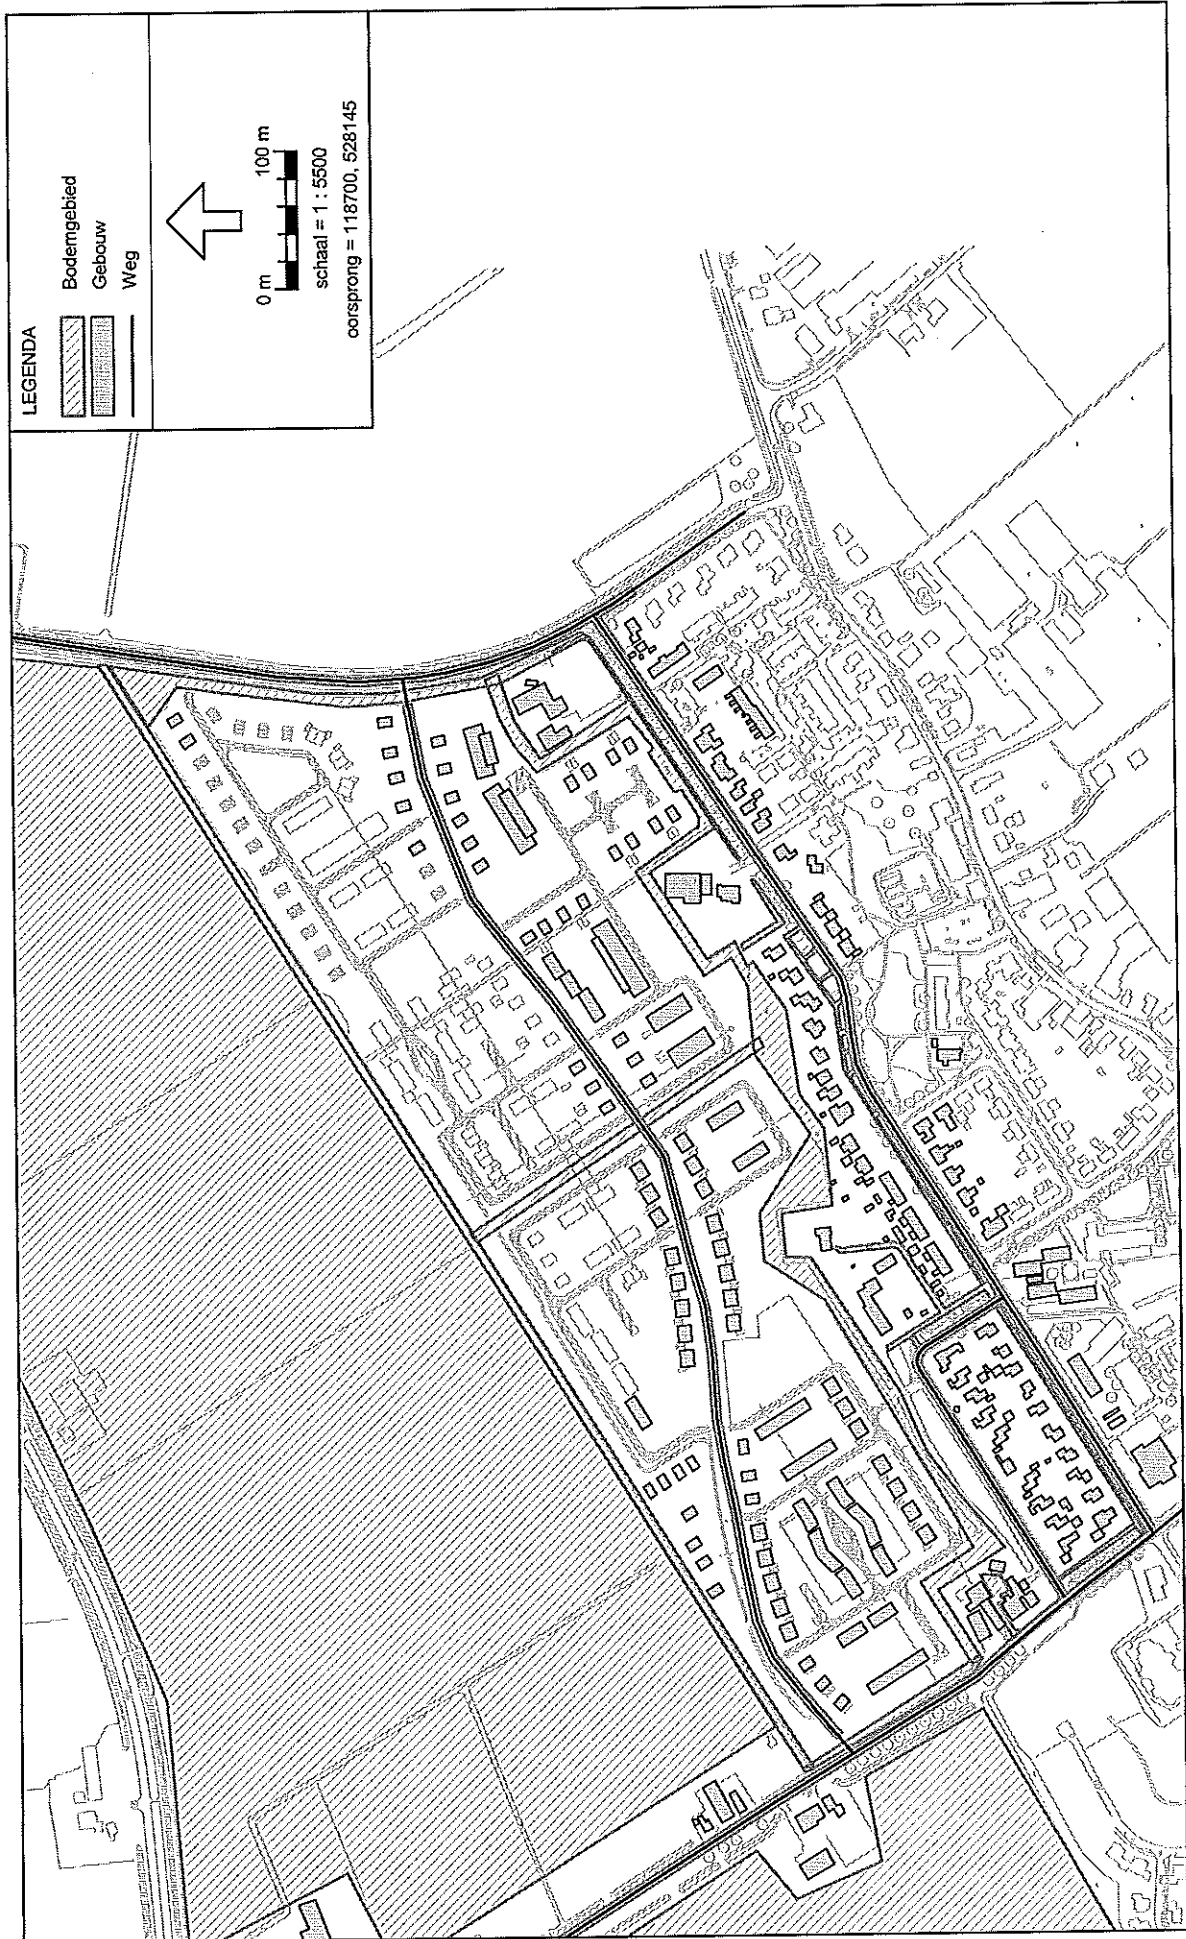 LEGENDA
Bodemgebied
Gebouw
Weg
0 m
100 m
schaal = 1 : 5500
oorsprong = 118700, 528145